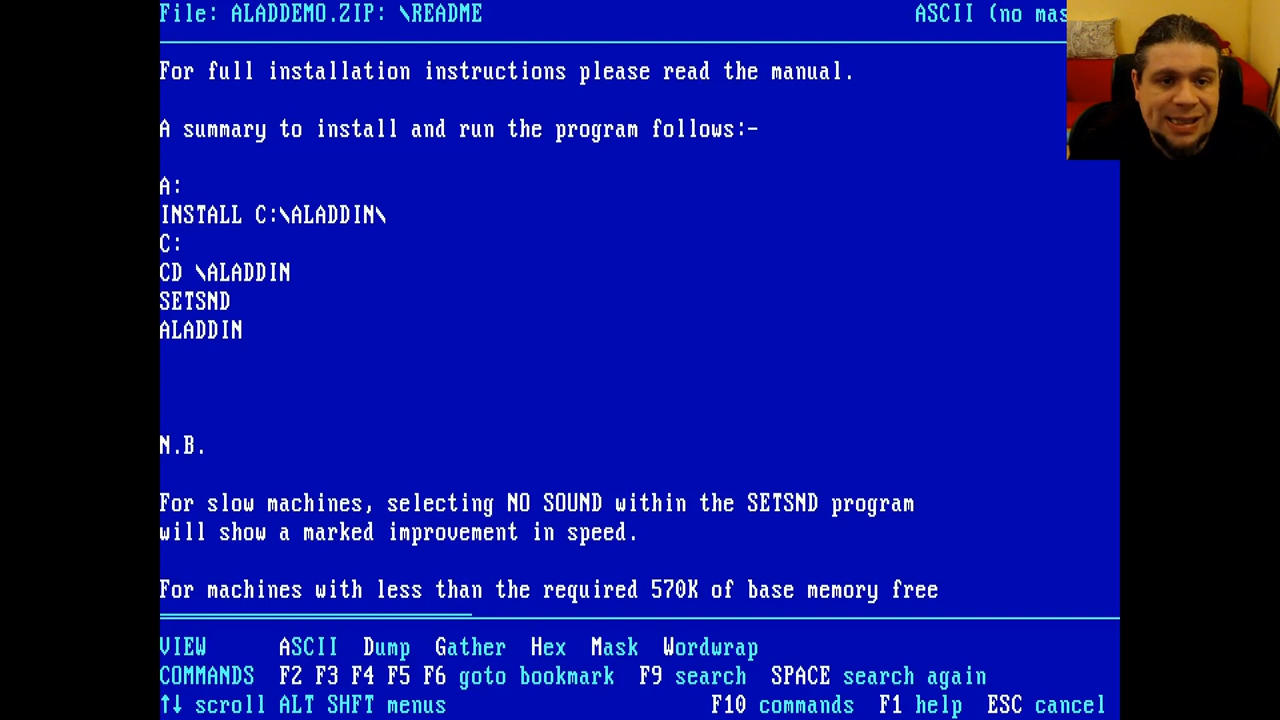 File: ALADDEMO.ZIP: \README ASCII (no mas
For full installation instructions please read the manual.
A summary to install and run the program follows:-
A:
INSTALL C:\ALADDIN\
C:
CD \ALADDIN
SETSND
ALADDIN
N.B.
For slow machines, selecting NO SOUND within the SETSND program
will show a marked improvement in speed.
For machines with less than the required 570K of base memory free
VIEW ASCII Dump Gather Hex Mask Wordwrap
COMMANDS F2 F3 F4 F5 F6 goto bookmark F9 search SPACE search again
↑↓ scroll ALT SHFT menus F10 commands F1 help ESC cancel